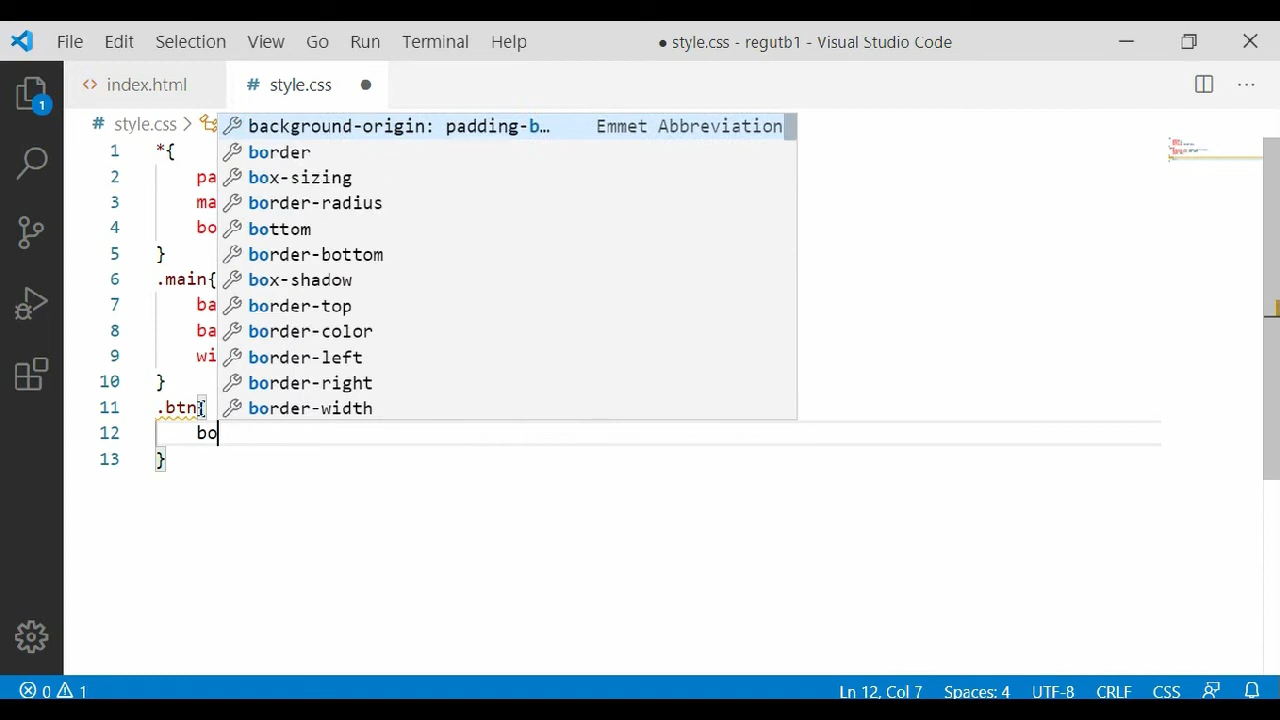 File Edit Selection View Go Run Terminal Help ● style.css - regutb1 - Visual Studio Code
<> index.html # style.css ●
1
# style.css >
background-origin: padding-b… Emmet Abbreviation
1 *{
border
2 pa
box-sizing
3 ma
border-radius
4 bo
bottom
5 }
border-bottom
6 .main{
box-shadow
7 ba
border-top
8 ba
border-color
9 wi
border-left
10 }
border-right
11 .btn{
border-width
12 bo
13 }
0 1 Ln 12, Col 7 Spaces: 4 UTF-8 CRLF CSS